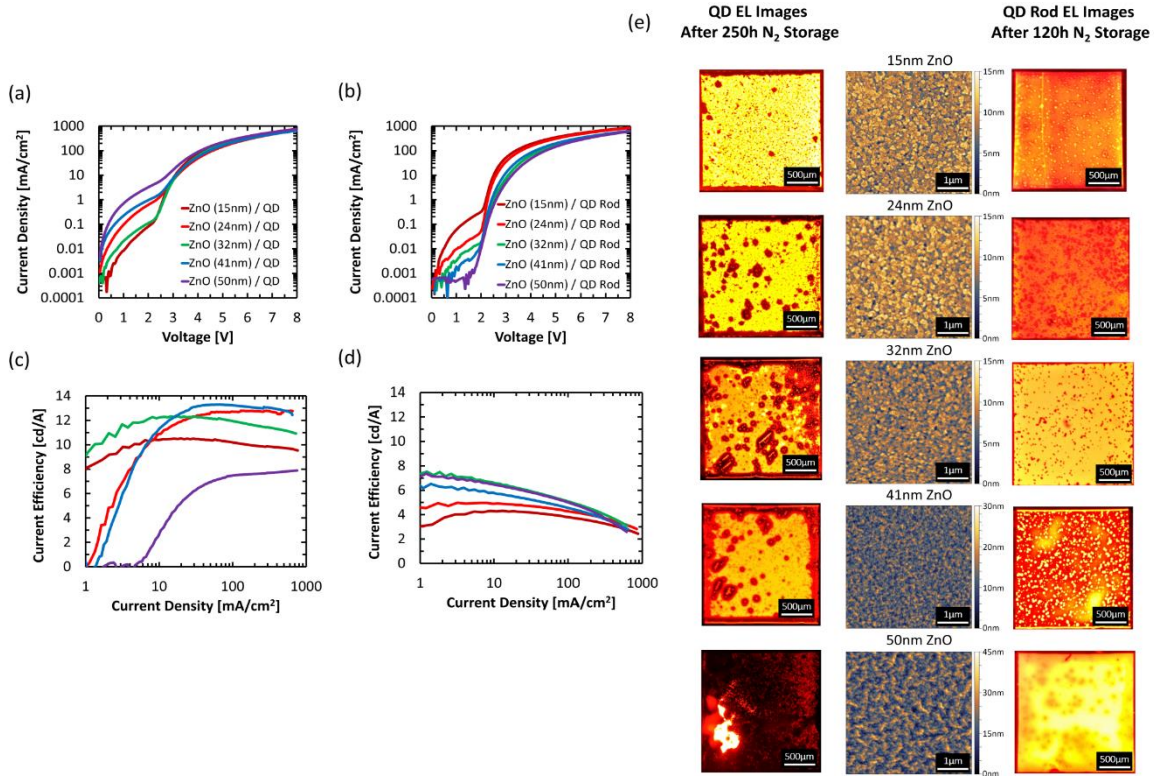 (a)
1000
100
10
1
0.1
0.01
0.001
0.0001
0 1 2 3 4 5 6 7 8
Current Density [mA/cm²]
Voltage [V]
ZnO (15nm) / QD
ZnO (24nm) / QD
ZnO (32nm) / QD
ZnO (41nm) / QD
ZnO (50nm) / QD
(b)
1000
100
10
1
0.1
0.01
0.001
0.0001
0 1 2 3 4 5 6 7 8
Current Density [mA/cm²]
Voltage [V]
ZnO (15nm) / QD Rod
ZnO (24nm) / QD Rod
ZnO (32nm) / QD Rod
ZnO (41nm) / QD Rod
ZnO (50nm) / QD Rod
(c)
14
12
10
8
6
4
2
0
1 10 100 1000
Current Efficiency [cd/A]
Current Density [mA/cm²]
(d)
14
12
10
8
6
4
2
0
1 10 100 1000
Current Efficiency [cd/A]
Current Density [mA/cm²]
(e)
QD EL Images
After 250h N₂ Storage
QD Rod EL Images
After 120h N₂ Storage
15nm ZnO
500µm
1µm
15nm
10nm
5nm
0nm
500µm
24nm ZnO
500µm
1µm
15nm
10nm
5nm
0nm
500µm
32nm ZnO
500µm
1µm
15nm
10nm
5nm
0nm
500µm
41nm ZnO
500µm
1µm
30nm
20nm
10nm
0nm
500µm
50nm ZnO
500µm
1µm
45nm
30nm
15nm
0nm
500µm